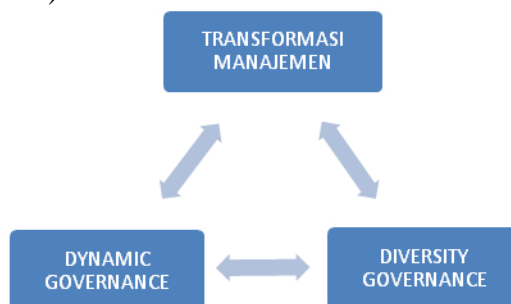 TRANSFORMASI
MANAJEMEN
DYNAMIC
GOVERNANCE
DIVERSITY
GOVERNANCE